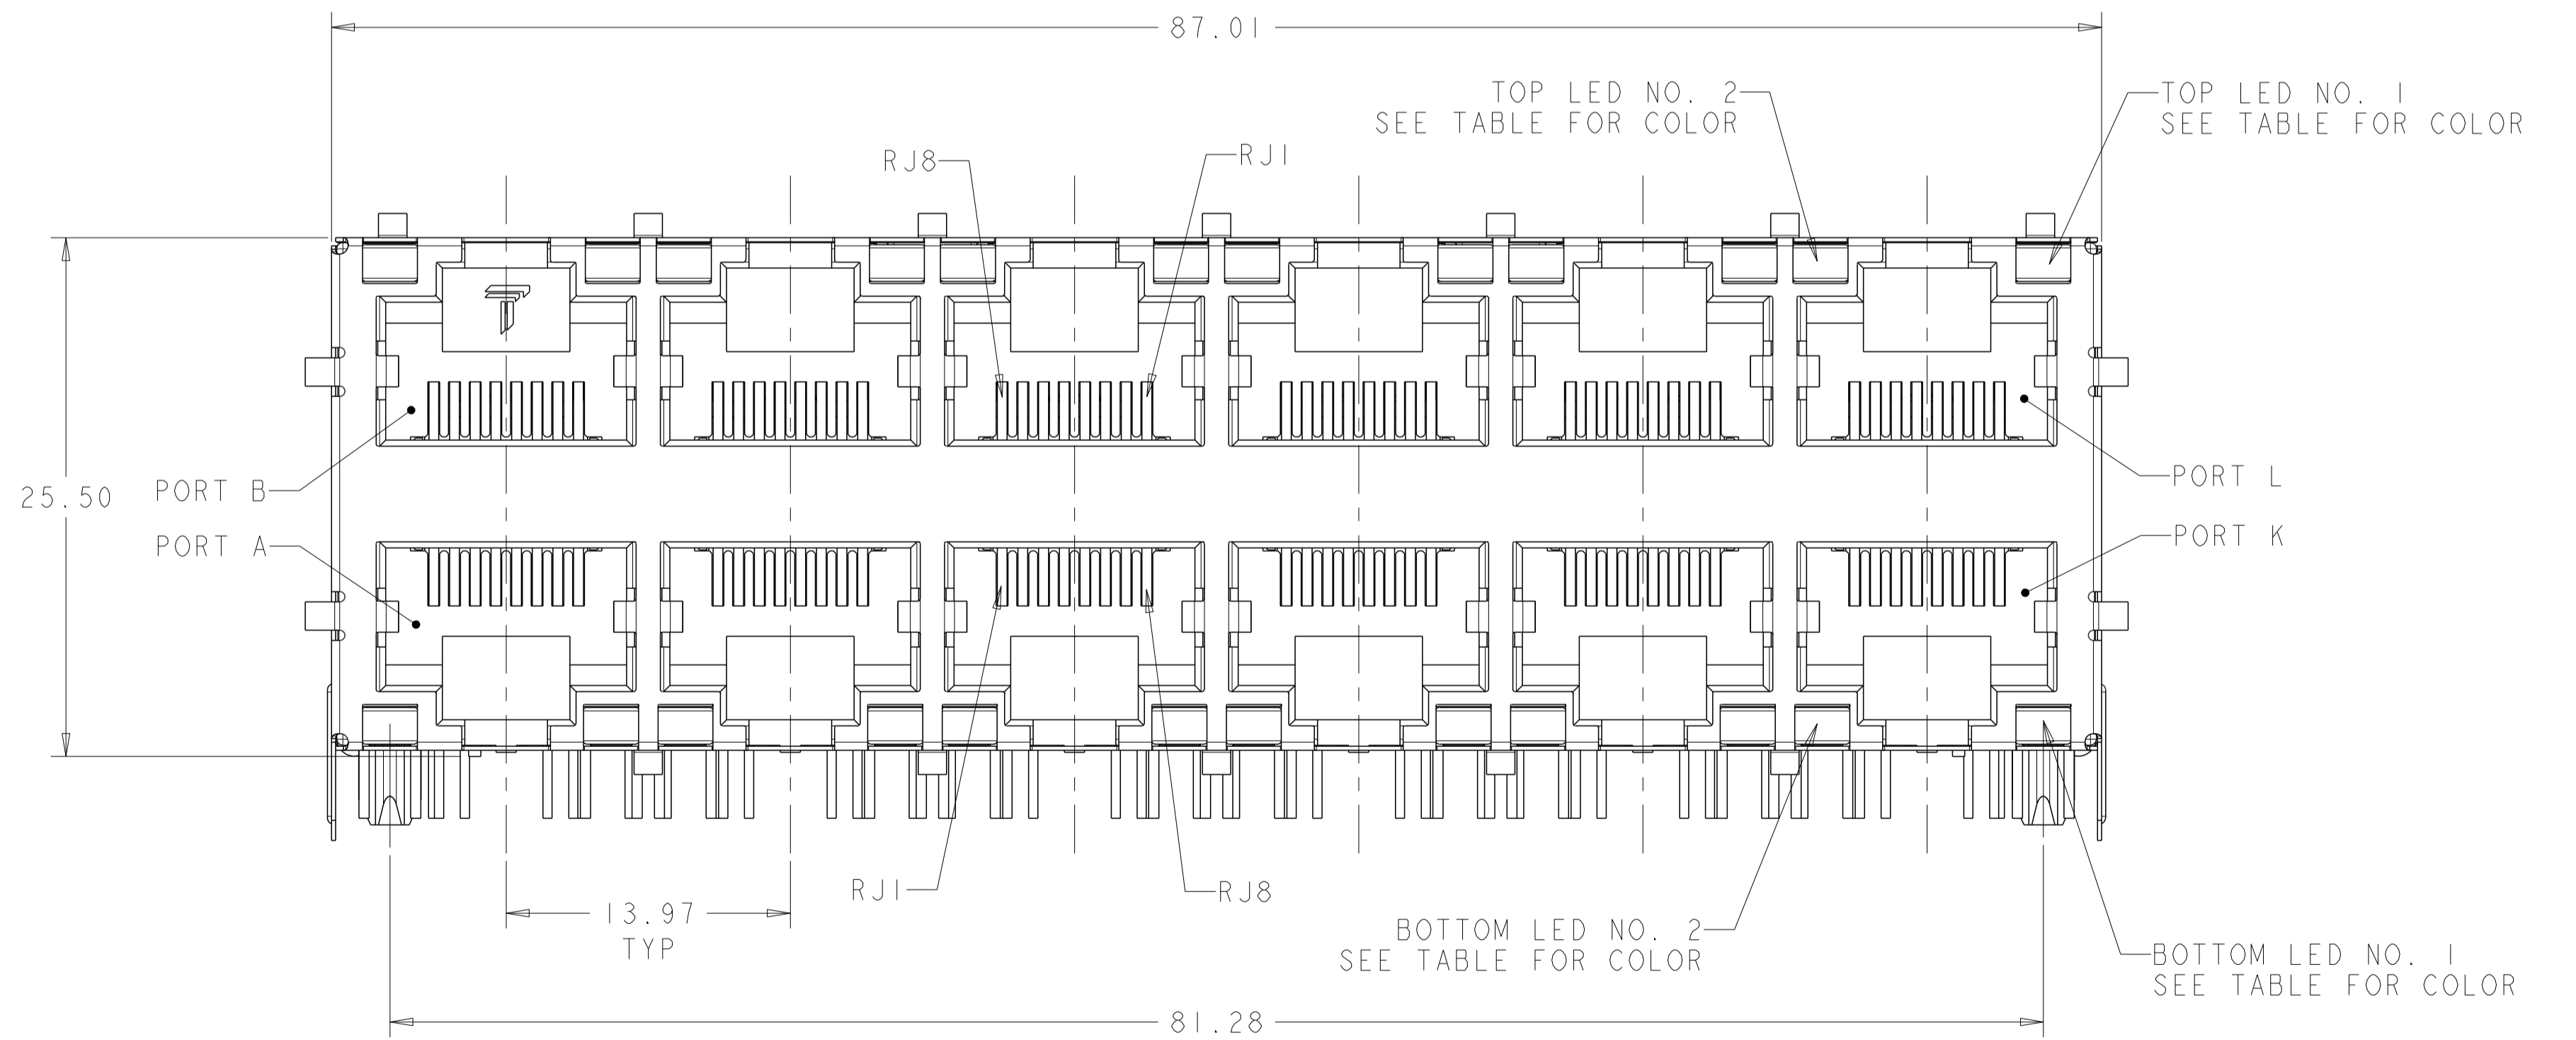 87.01
TOP LED NO. 2
SEE TABLE FOR COLOR
TOP LED NO. 1
SEE TABLE FOR COLOR
RJ8
RJ1
25.50
PORT B
PORT A
PORT L
PORT K
RJ1
RJ8
13.97
TYP
BOTTOM LED NO. 2
SEE TABLE FOR COLOR
BOTTOM LED NO. 1
SEE TABLE FOR COLOR
81.28